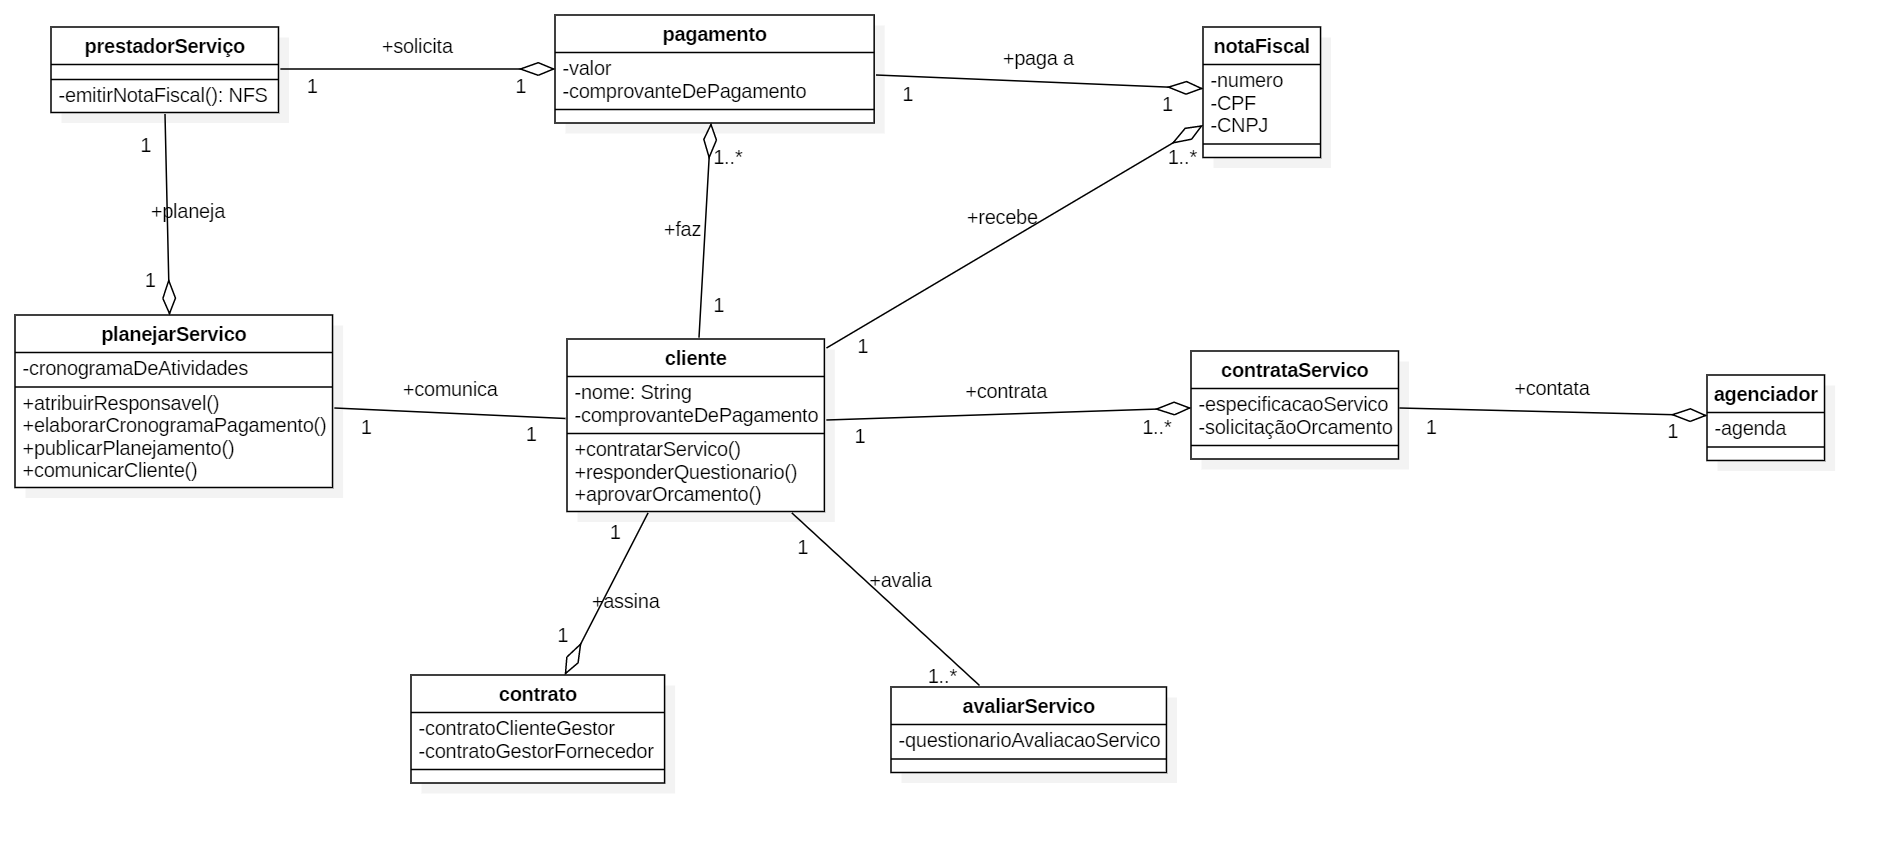 prestadorServiço
-emitirNotaFiscal(): NFS
+solicita
1
1
pagamento
-valor
-comprovanteDePagamento
+paga a
1
1
notaFiscal
-numero
-CPF
-CNPJ
1
+planeja
1
1..*
+faz
1
1..*
+recebe
1
planejarServico
-cronogramaDeAtividades
+atribuirResponsavel()
+elaborarCronogramaPagamento()
+publicarPlanejamento()
+comunicarCliente()
+comunica
1
1
cliente
-nome: String
-comprovanteDePagamento
+contratarServico()
+responderQuestionario()
+aprovarOrcamento()
+contrata
1
1..*
contrataServico
-especificacaoServico
-solicitaçãoOrcamento
+contata
1
1
agenciador
-agenda
1
+assina
1
1
+avalia
1..*
contrato
-contratoClienteGestor
-contratoGestorFornecedor
avaliarServico
-questionarioAvaliacaoServico